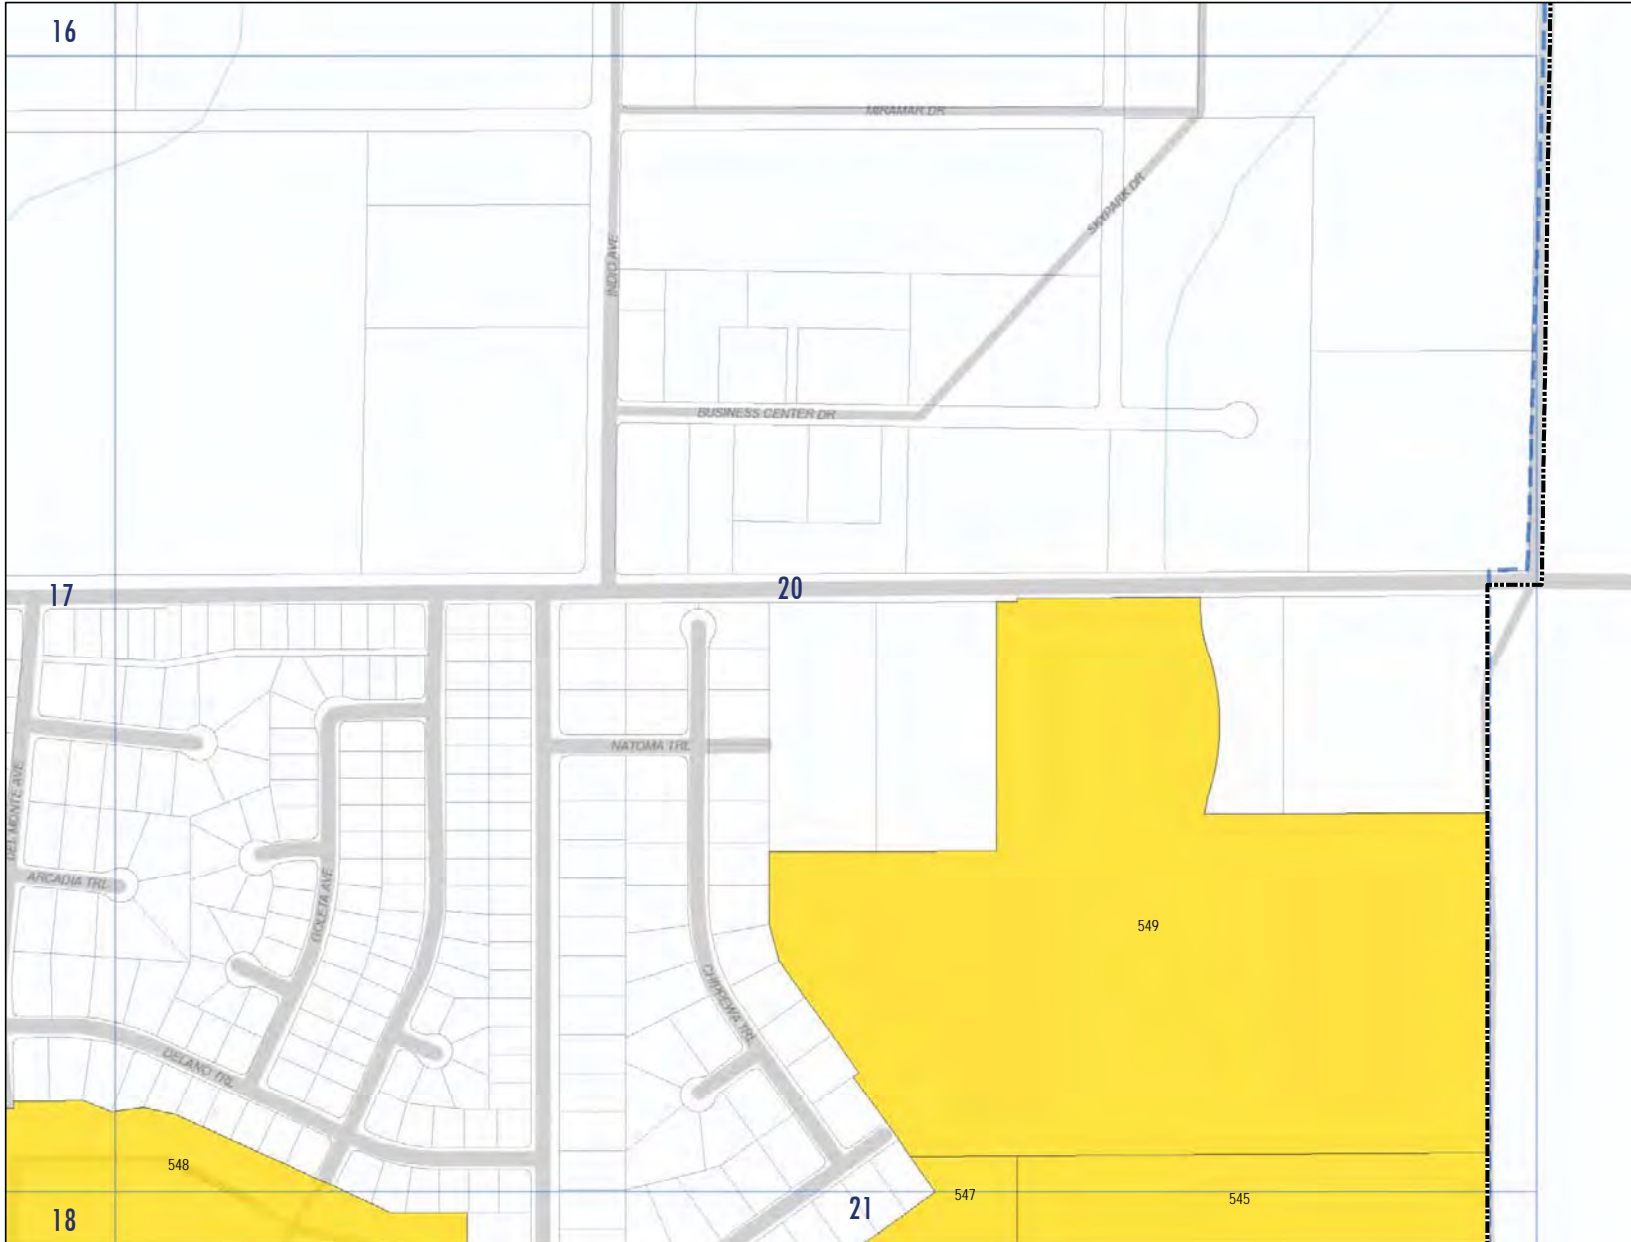 16
MIRAMAR DR
SKYPARK DR
INDIO AVE
BUSINESS CENTER DR
17
20
NATOMA TRL
DEL MONTE AVE
ARCADIA TRL
GOLETA AVE
549
CHIPPEWA TRL
DELANO TRL
548
547
545
18
21